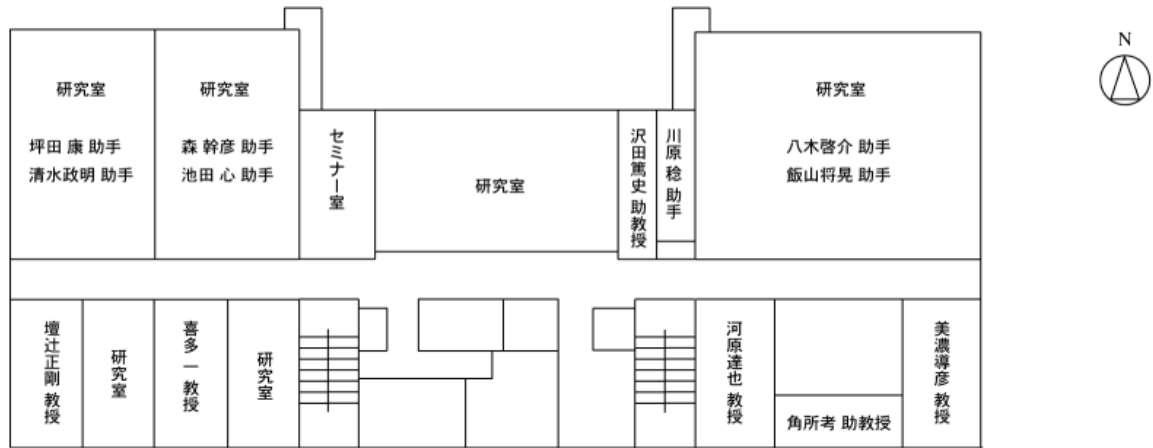 N
研究室
坪田 康 助手
清水政明 助手
研究室
森 幹彦 助手
池田 心 助手
セミナー室
研究室
沢田篤史 助教授
川原 稔 助手
研究室
八木啓介 助手
飯山将晃 助手
壇辻正剛 教授
研究室
喜多 一 教授
研究室
河原達也 教授
角所考 助教授
美濃導彦 教授